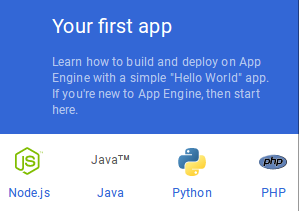 Your first app
Learn how to build and deploy on App
Engine with a simple "Hello World" app.
If you're new to App Engine, then start
here.
JS Java™ php
Node.js Java Python PHP